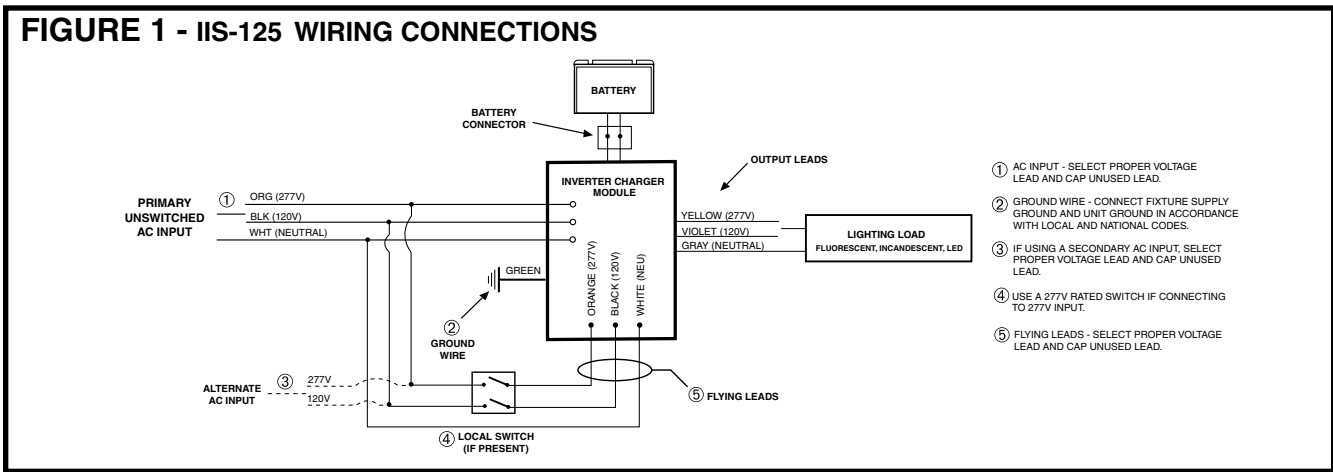 FIGURE 1 - IIS-125 WIRING CONNECTIONS
BATTERY
BATTERY
CONNECTOR
OUTPUT LEADS
INVERTER CHARGER
MODULE
PRIMARY
UNSWITCHED
AC INPUT
① ORG (277V)
BLK (120V)
WHT (NEUTRAL)
YELLOW (277V)
VIOLET (120V)
GRAY (NEUTRAL)
LIGHTING LOAD
FLUORESCENT, INCANDESCENT, LED
GREEN
ORANGE (277V)
BLACK (120V)
WHITE (NEU)
②
GROUND
WIRE
ALTERNATE
AC INPUT
③ 277V
120V
④ LOCAL SWITCH
(IF PRESENT)
⑤ FLYING LEADS
① AC INPUT - SELECT PROPER VOLTAGE
LEAD AND CAP UNUSED LEAD.
② GROUND WIRE - CONNECT FIXTURE SUPPLY
GROUND AND UNIT GROUND IN ACCORDANCE
WITH LOCAL AND NATIONAL CODES.
③ IF USING A SECONDARY AC INPUT, SELECT
PROPER VOLTAGE LEAD AND CAP UNUSED
LEAD.
④ USE A 277V RATED SWITCH IF CONNECTING
TO 277V INPUT.
⑤ FLYING LEADS - SELECT PROPER VOLTAGE
LEAD AND CAP UNUSED LEAD.